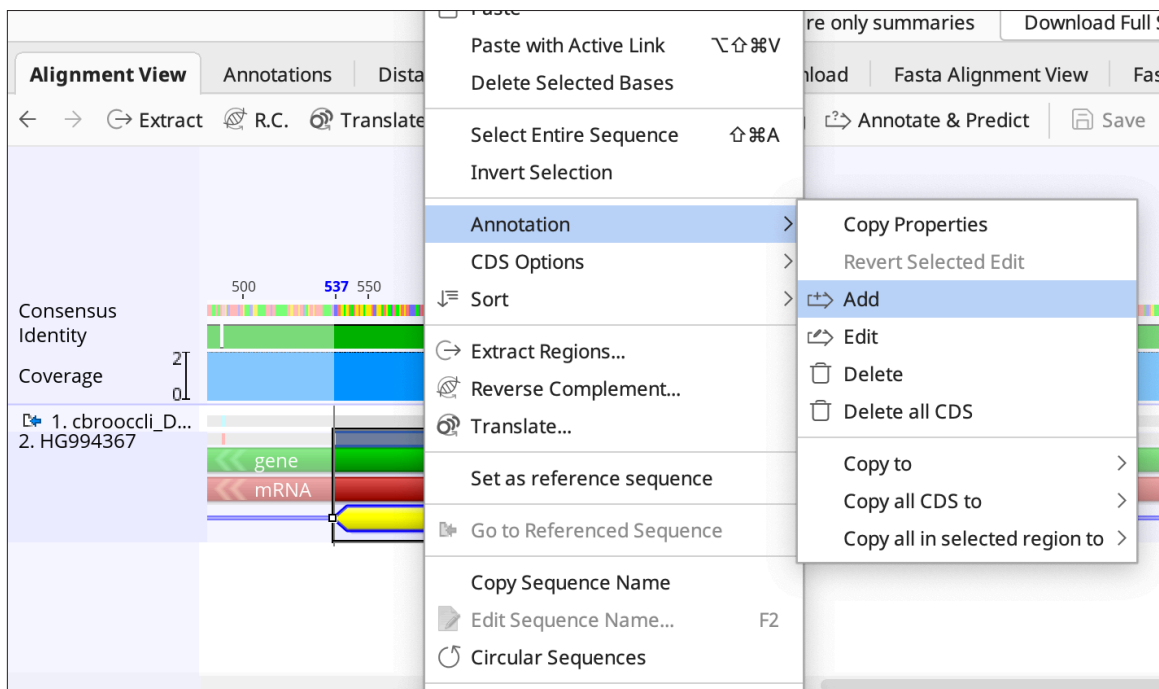 Paste
re only summaries
Download Full S
Paste with Active Link ⌥⇧⌘V
Delete Selected Bases
Alignment View
Annotations
Dista
nload
Fasta Alignment View
Fas
Extract
R.C.
Translate
Annotate & Predict
Save
Select Entire Sequence ⇧⌘A
Invert Selection
Annotation
CDS Options
Sort
Extract Regions...
Reverse Complement...
Translate...
Set as reference sequence
Go to Referenced Sequence
Copy Sequence Name
Edit Sequence Name... F2
Circular Sequences
Copy Properties
Revert Selected Edit
Add
Edit
Delete
Delete all CDS
Copy to
Copy all CDS to
Copy all in selected region to
500 537 550
Consensus
Identity
Coverage
2
0
1. cbrooccli_D...
2. HG994367
gene
mRNA